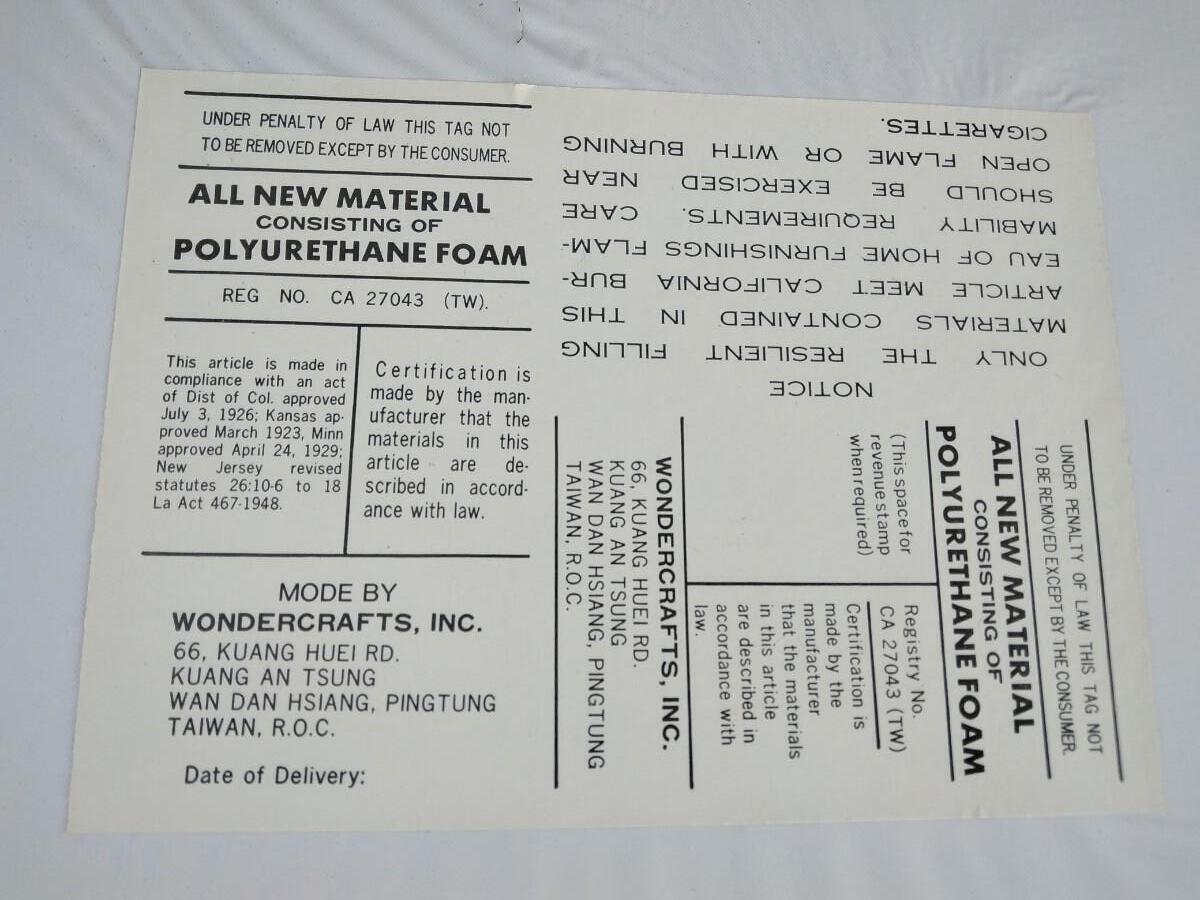 UNDER PENALTY OF LAW THIS TAG NOT
TO BE REMOVED EXCEPT BY THE CONSUMER.
ALL NEW MATERIAL
CONSISTING OF
POLYURETHANE FOAM
REG NO. CA 27043 (TW).
This article is made in
compliance with an act
of Dist of Col. approved
July 3, 1926; Kansas ap-
proved March 1923, Minn
approved April 24, 1929;
New Jersey revised
statutes 26:10-6 to 18
La Act 467-1948.
Certification is
made by the man-
ufacturer that the
materials in this
article are de-
scribed in accord-
ance with law.
MODE BY
WONDERCRAFTS, INC.
66, KUANG HUEI RD.
KUANG AN TSUNG
WAN DAN HSIANG, PINGTUNG
TAIWAN, R.O.C.
Date of Delivery:
NOTICE
ONLY THE RESILIENT FILLING
MATERIALS CONTAINED IN THIS
ARTICLE MEET CALIFORNIA BUR-
EAU OF HOME FURNISHINGS FLAM-
MABILITY REQUIREMENTS. CARE
SHOULD BE EXERCISED NEAR
OPEN FLAME OR WITH BURNING
CIGARETTES.
UNDER PENALTY OF LAW THIS TAG NOT
TO BE REMOVED EXCEPT BY THE CONSUMER.
ALL NEW MATERIAL
CONSISTING OF
POLYURETHANE FOAM
(This space for
revenue stamp
when required)
Registry No.
CA 27043 (TW)
Certification is
made by the
manufacturer
that the materials
in this article
are described in
accordance with
law.
WONDERCRAFTS, INC.
66, KUANG HUEI RD.
KUANG AN TSUNG
WAN DAN HSIANG, PINGTUNG
TAIWAN, R.O.C.